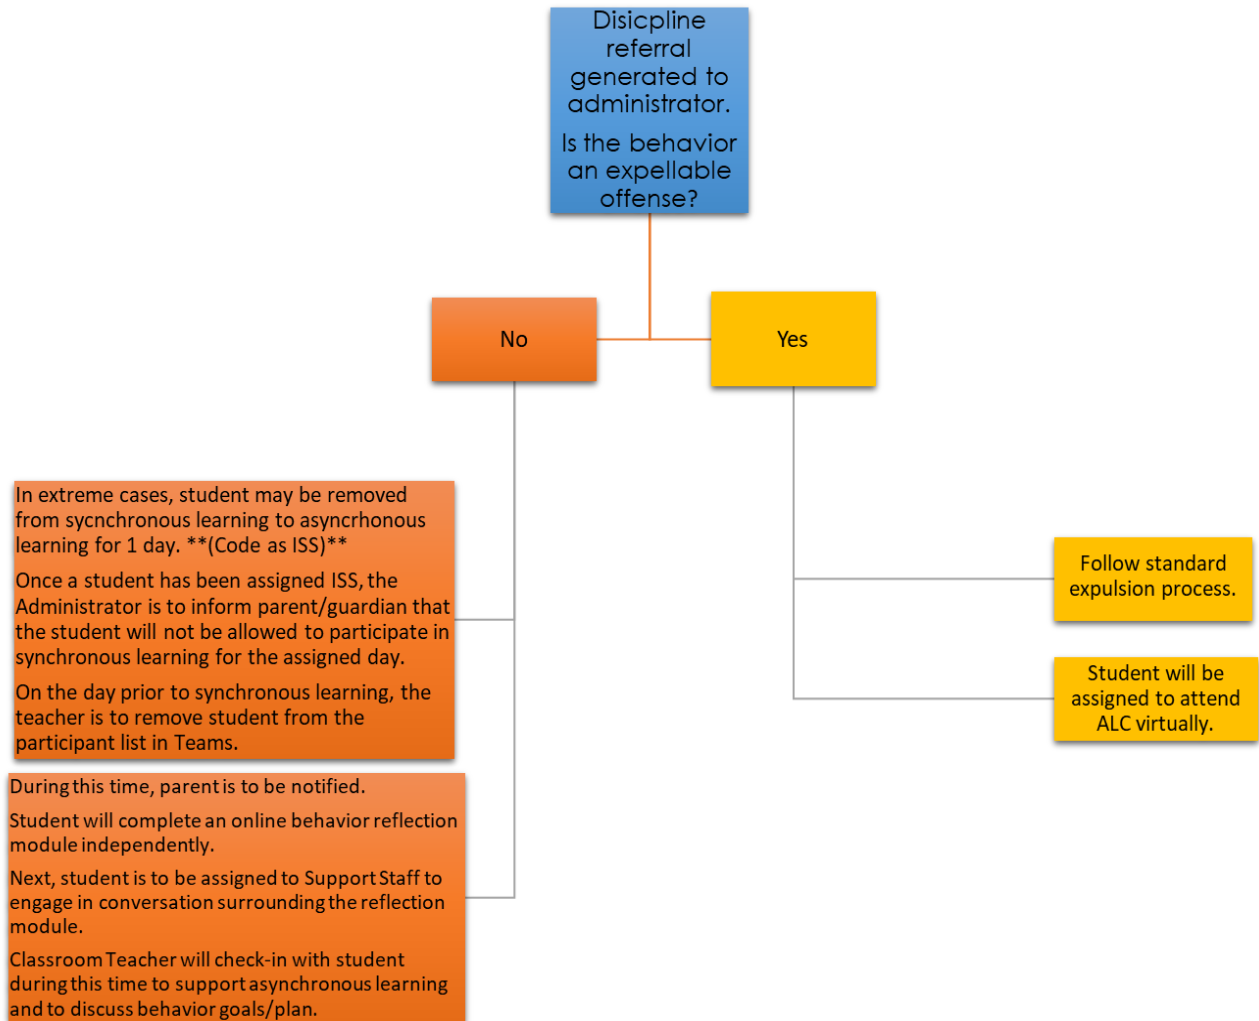 Disicpline
referral
generated to
administrator.
Is the behavior
an expellable
offense?
No
Yes
In extreme cases, student may be removed
from sycnchronous learning to asyncrhonous
learning for 1 day. **(Code as ISS)**
Once a student has been assigned ISS, the
Administrator is to inform parent/guardian that
the student will not be allowed to participate in
synchronous learning for the assigned day.
On the day prior to synchronous learning, the
teacher is to remove student from the
participant list in Teams.
During this time, parent is to be notified.
Student will complete an online behavior reflection
module independently.
Next, student is to be assigned to Support Staff to
engage in conversation surrounding the reflection
module.
Classroom Teacher will check-in with student
during this time to support asynchronous learning
and to discuss behavior goals/plan.
Follow standard
expulsion process.
Student will be
assigned to attend
ALC virtually.